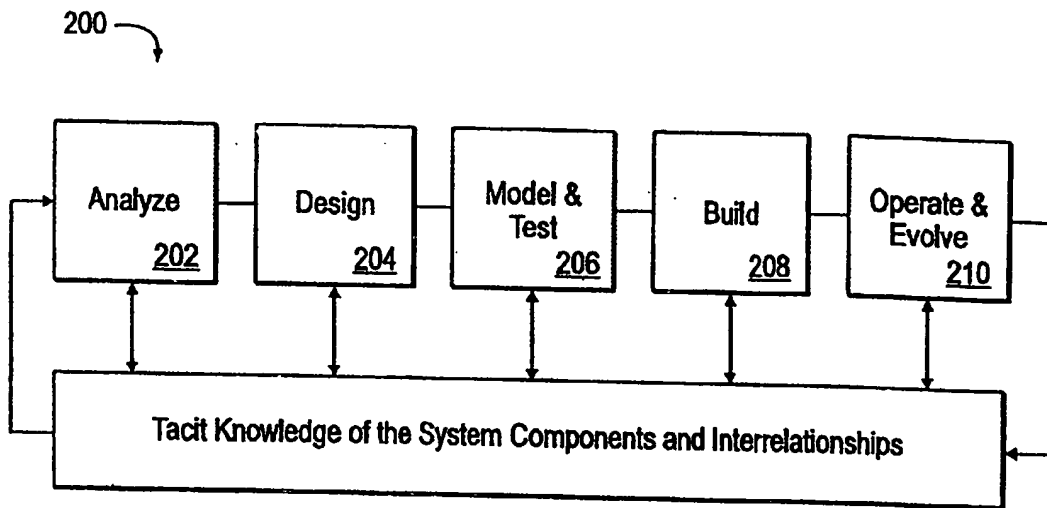 200
Analyze
202
Design
204
Model &
Test
206
Build
208
Operate &
Evolve
210
Tacit Knowledge of the System Components and Interrelationships